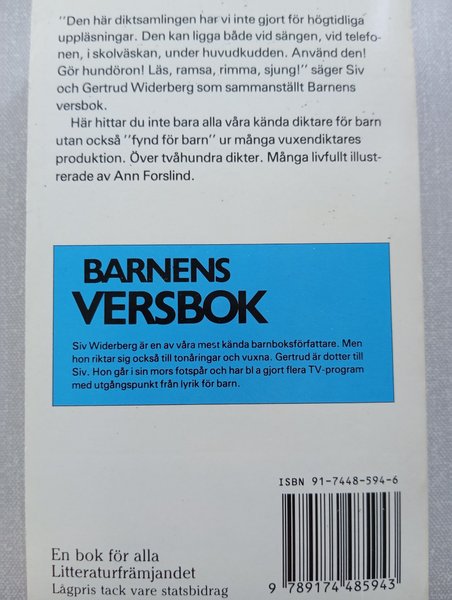 "Den här diktsamlingen har vi inte gjort för högtidliga
uppläsningar. Den kan ligga både vid sängen, vid telefo-
nen, i skolväskan, under huvudkudden. Använd den!
Gör hundöron! Läs, ramsa, rimma, sjung!" säger Siv
och Gertrud Widerberg som sammanställt Barnens
versbok.
Här hittar du inte bara alla våra kända diktare för barn
utan också "fynd för barn" ur många vuxendiktares
produktion. Över tvåhundra dikter. Många livfullt illust-
rerade av Ann Forslind.
BARNENS
VERSBOK
Siv Widerberg är en av våra mest kända barnboksförfattare. Men
hon riktar sig också till tonåringar och vuxna. Gertrud är dotter till
Siv. Hon går i sin mors fotspår och har bl a gjort flera TV-program
med utgångspunkt från lyrik för barn.
ISBN 91-7448-594-6
9 789174 485943
En bok för alla
Litteraturfrämjandet
Lågpris tack vare statsbidrag